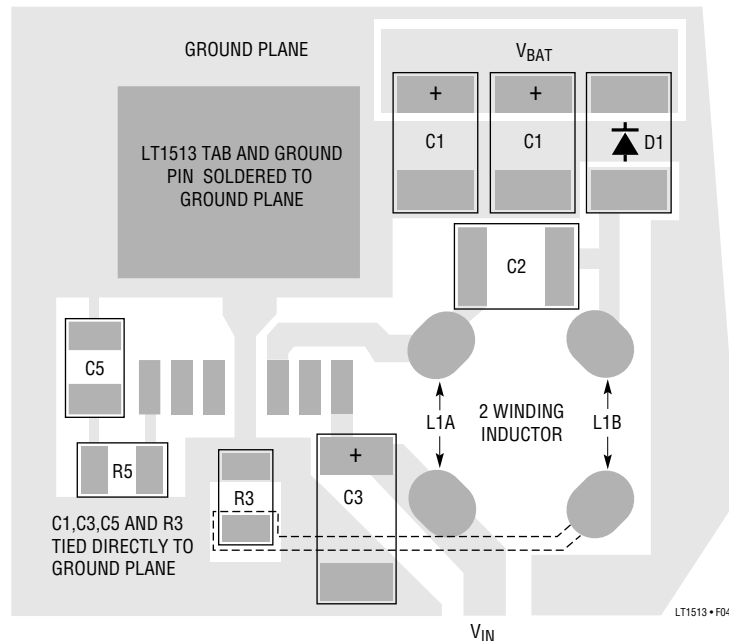 GROUND PLANE
VBAT
+
+
C1
C1
D1
LT1513 TAB AND GROUND
PIN SOLDERED TO
GROUND PLANE
C2
C5
L1A
2 WINDING
INDUCTOR
L1B
R5
+
R3
C3
C1,C3,C5 AND R3
TIED DIRECTLY TO
GROUND PLANE
VIN
LT1513 • F04